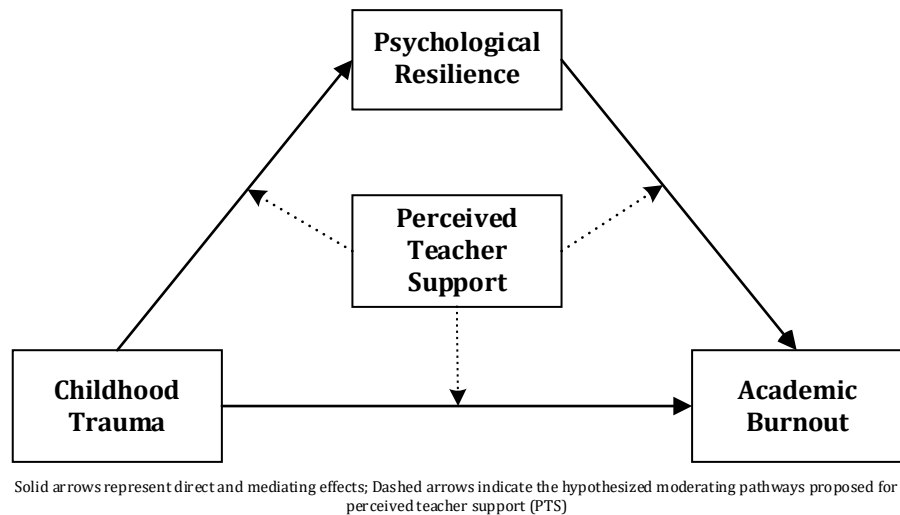 Psychological
Resilience
Perceived
Teacher
Support
Childhood
Trauma
Academic
Burnout
Solid arrows represent direct and mediating effects; Dashed arrows indicate the hypothesized moderating pathways proposed for
perceived teacher support (PTS)